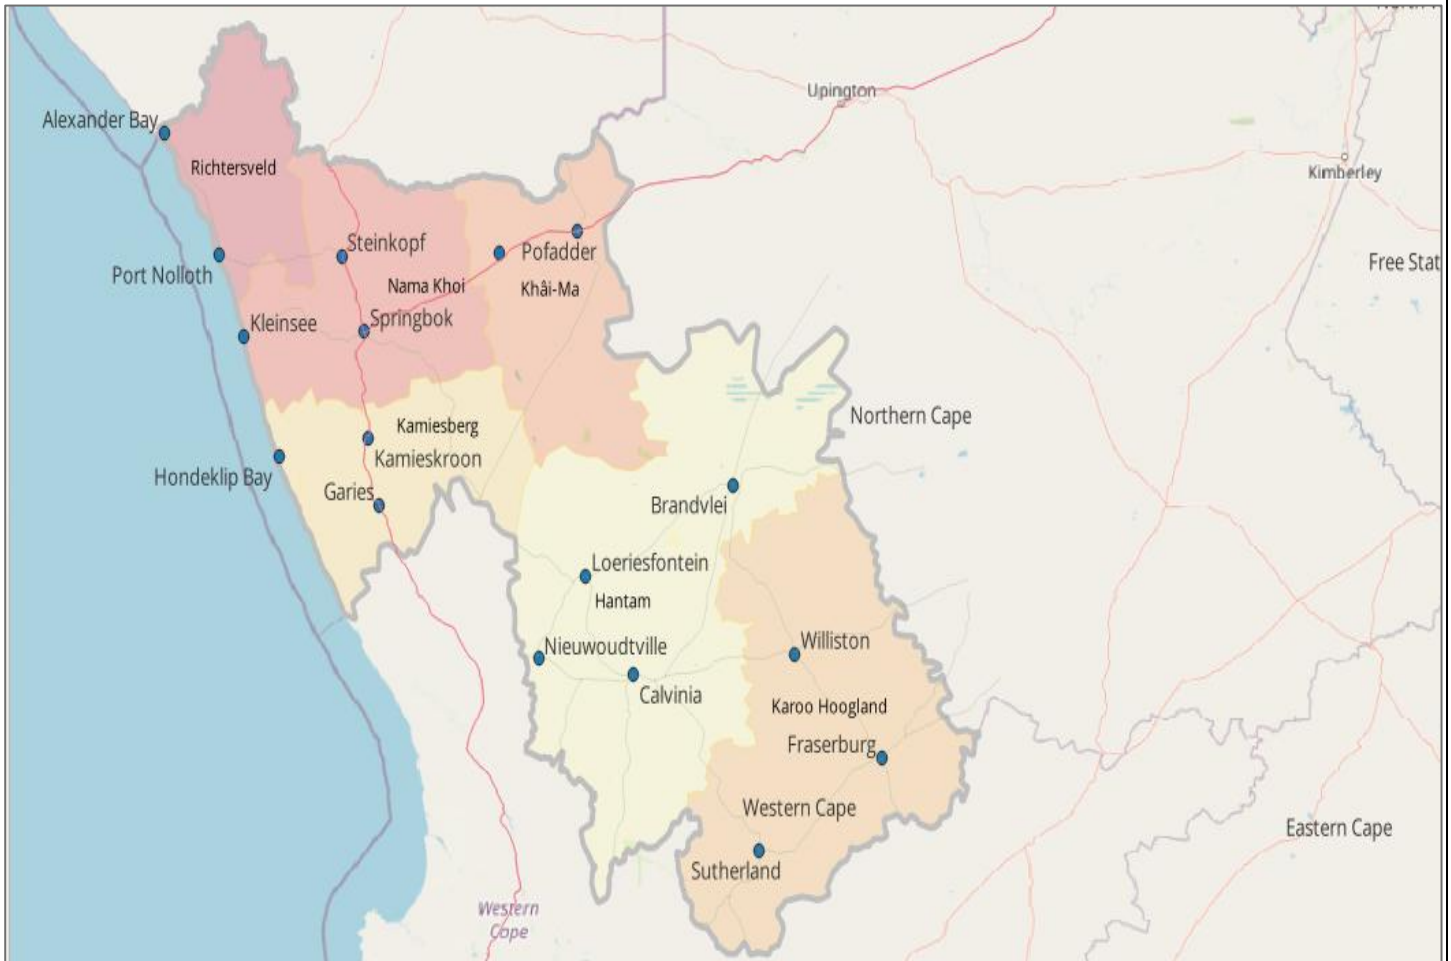 Upington
Alexander Bay
Richtersveld
Kimberley
Steinkopf
Pofadder
Free Stat
Port Nolloth
Nama Khoi
Khâi-Ma
Kleinsee
Springbok
Northern Cape
Kamiesberg
Kamieskroon
Hondeklip Bay
Garies
Brandvlei
Loeriesfontein
Hantam
Nieuwoudtville
Williston
Calvinia
Karoo Hoogland
Fraserburg
Western Cape
Eastern Cape
Sutherland
Western
Cape